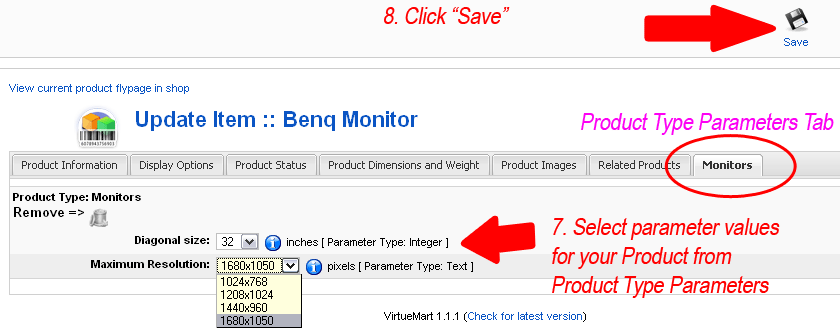 8. Click “Save”
Save
View current product flypage in shop
6078943756903
Update Item :: Benq Monitor
Product Type Parameters Tab
Product Information Display Options Product Status Product Dimensions and Weight Product Images Related Products Monitors
Product Type: Monitors
Remove =>
Diagonal size: 32 inches [ Parameter Type: Integer ]
Maximum Resolution: 1680x1050 pixels [ Parameter Type: Text ]
1024x768
1208x1024
1440x960
1680x1050
7. Select parameter values
for your Product from
Product Type Parameters
VirtueMart 1.1.1 (Check for latest version)